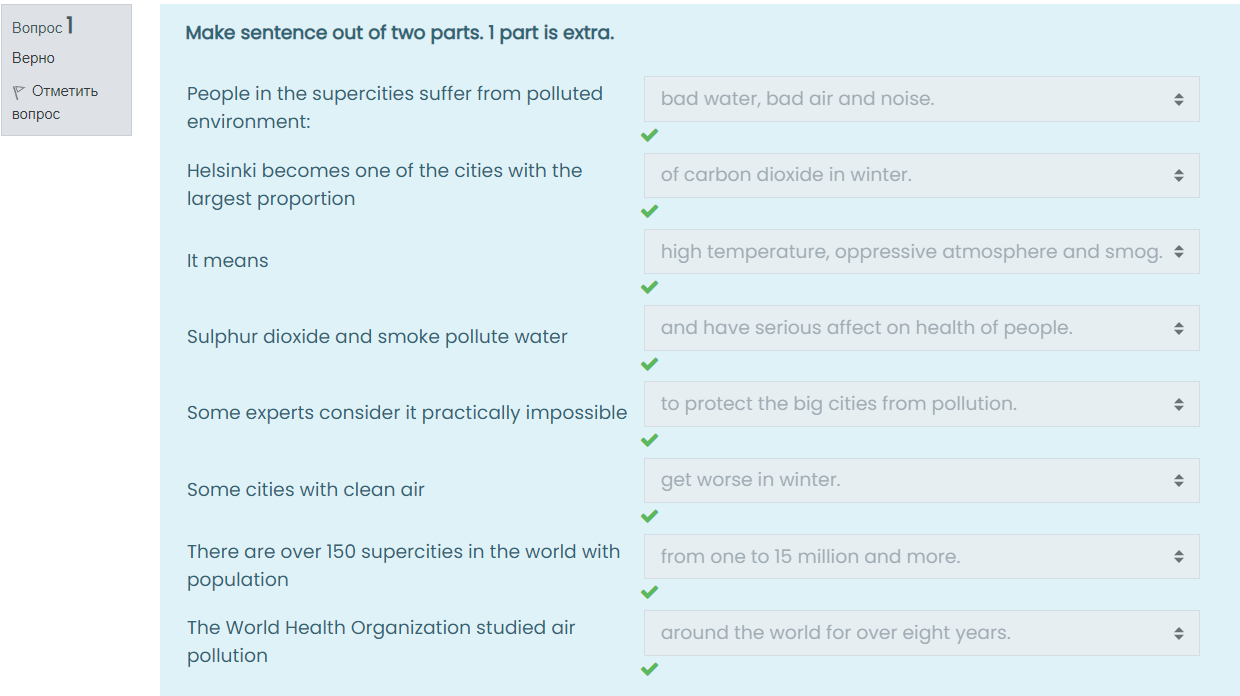 Вопрос 1
Верно
Отметить
вопрос
Make sentence out of two parts. 1 part is extra.
People in the supercities suffer from polluted
environment:
bad water, bad air and noise.
Helsinki becomes one of the cities with the
largest proportion
of carbon dioxide in winter.
It means
high temperature, oppressive atmosphere and smog.
Sulphur dioxide and smoke pollute water
and have serious affect on health of people.
Some experts consider it practically impossible
to protect the big cities from pollution.
Some cities with clean air
get worse in winter.
There are over 150 supercities in the world with
population
from one to 15 million and more.
The World Health Organization studied air
pollution
around the world for over eight years.